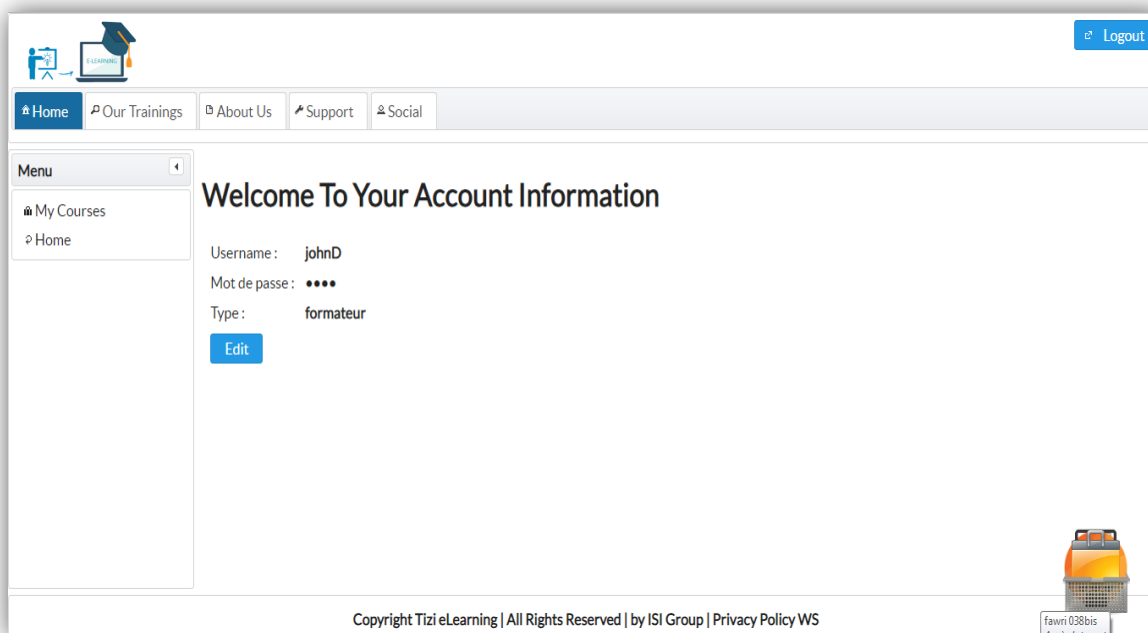 E-LEARNING
Logout
Home
Our Trainings
About Us
Support
Social
Menu
My Courses
Home
Welcome To Your Account Information
Username : johnD
Mot de passe : ••••
Type : formateur
Edit
Copyright Tizi eLearning | All Rights Reserved | by ISI Group | Privacy Policy WS
fawri 038bis